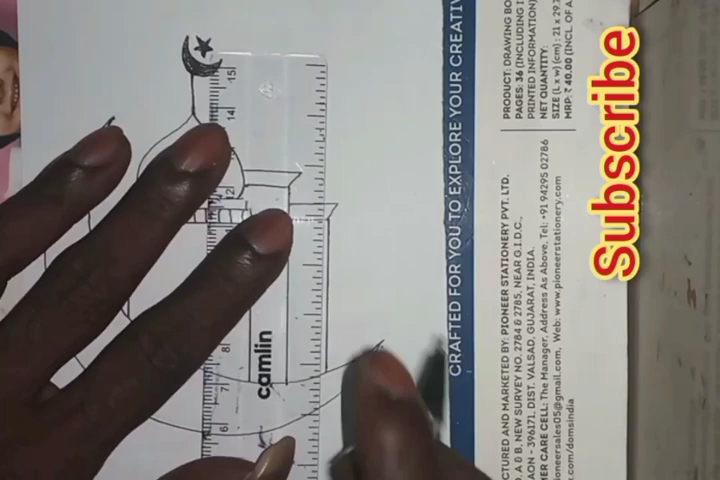 Subscribe
CRAFTED FOR YOU TO EXPLORE YOUR CREATIV
PRODUCT: DRAWING BO
PAGES: 36 (INCLUDING
PRINTED INFORMATION)
NET QUANTITY:
SIZE (L x w) (cm) : 21 x 29.7
MRP: ₹ 40.00 (INCL. OF A
CTURED AND MARKETED BY: PIONEER STATIONERY PVT. LTD.
O. A & B, NEW SURVEY NO. 2784 & 2785, NEAR G.I.D.C.,
AON - 396171, DIST. VALSAD, GUJARAT, INDIA.
MER CARE CELL: The Manager, Address As Above, Tel: +91 94295 02786
ioneersales05@gmail.com, Web: www.pioneerstationery.com
k.com/domsindia
camlin
15
14
12
8
7
6